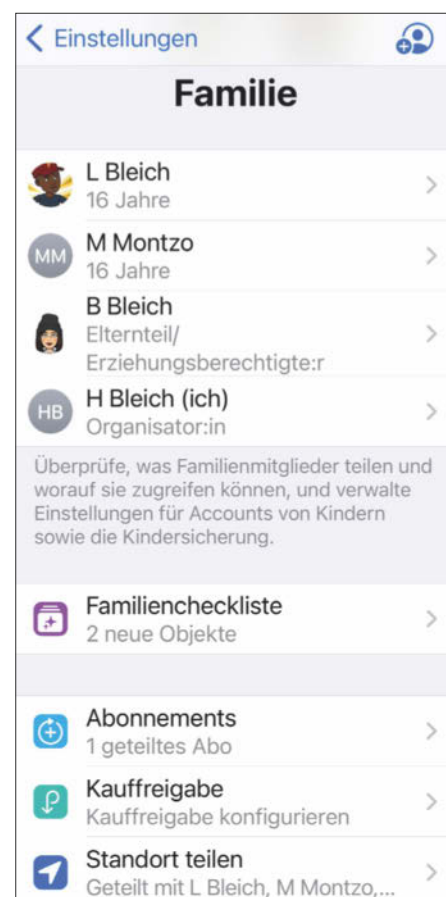 Einstellungen
Familie
L Bleich
16 Jahre
MM
M Montzo
16 Jahre
B Bleich
Elternteil/
Erziehungsberechtigte:r
HB
H Bleich (ich)
Organisator:in
Überprüfe, was Familienmitglieder teilen und
worauf sie zugreifen können, und verwalte
Einstellungen für Accounts von Kindern
sowie die Kindersicherung.
Familiencheckliste
2 neue Objekte
Abonnements
1 geteiltes Abo
Kauffreigabe
Kauffreigabe konfigurieren
Standort teilen
Geteilt mit L Bleich, M Montzo,...